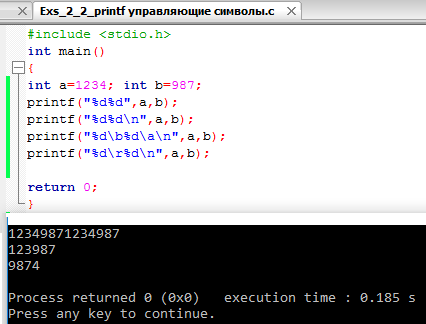 Exs_2_2_printf управляющие символы.c
#include <stdio.h>
int main()
{
int a=1234; int b=987;
printf("%d%d",a,b);
printf("%d%d\n",a,b);
printf("%d\b%d\a\n",a,b);
printf("%d\r%d\n",a,b);
return 0;
}
12349871234987
123987
9874
Process returned 0 (0x0)   execution time : 0.185 s
Press any key to continue.